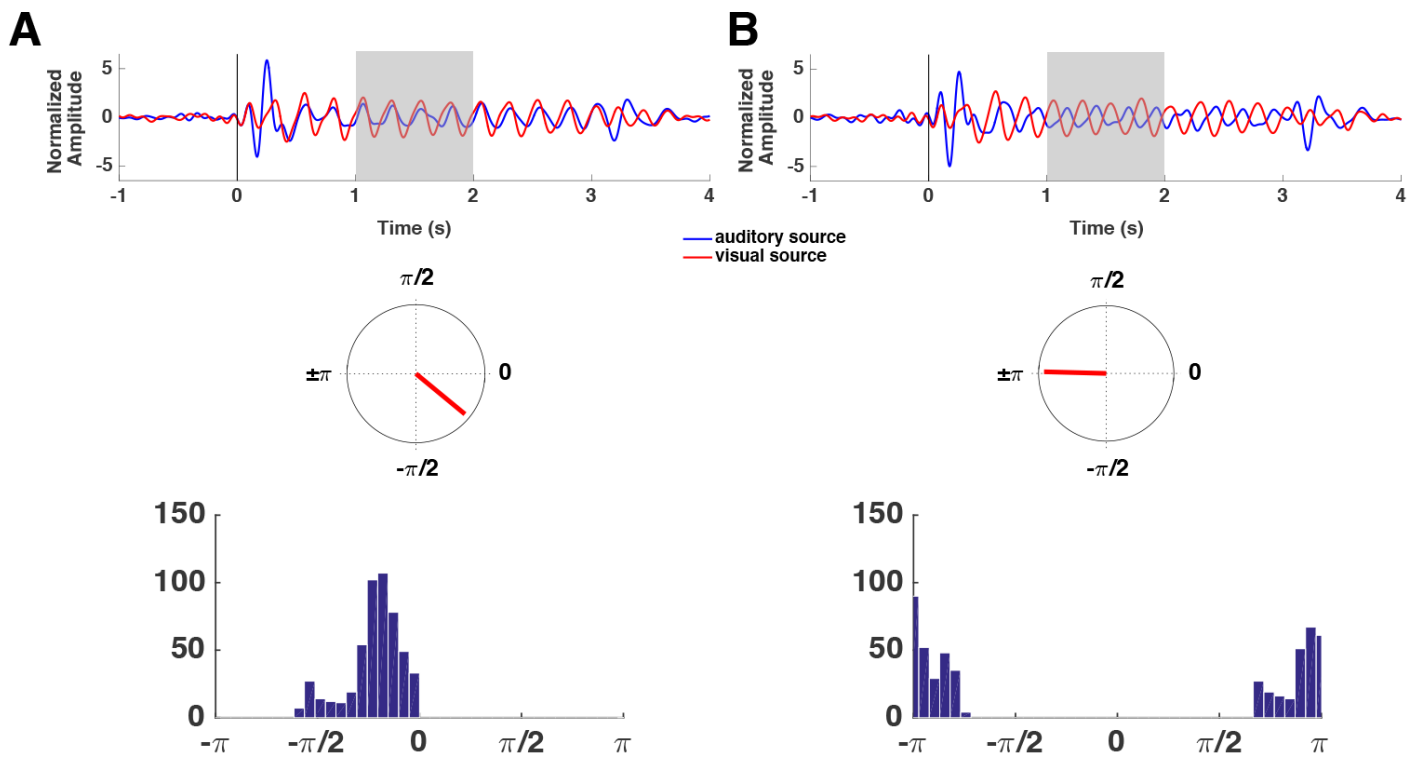 A
B
Normalized
Amplitude
5
0
-5
-1
0
1
2
3
4
Time (s)
Normalized
Amplitude
5
0
-5
-1
0
1
2
3
4
Time (s)
auditory source
visual source
π/2
±π
0
-π/2
π/2
±π
0
-π/2
150
100
50
0
-π
-π/2
0
π/2
π
150
100
50
0
-π
-π/2
0
π/2
π